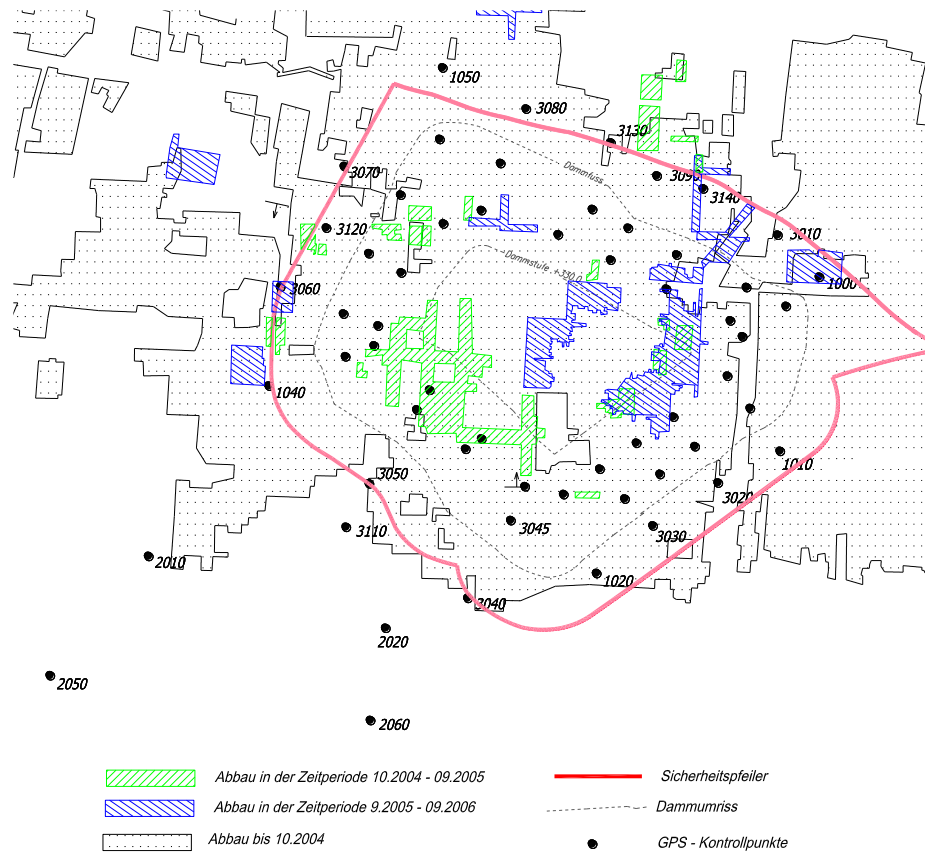 1050
3080
3130
3070
Dammfuss
3090
3140
3120
3010
Dammstufe +330.0
1000
3060
1040
1010
3050
3020
3045
3110
3030
2010
1020
3040
2020
2050
2060
Abbau in der Zeitperiode 10.2004 - 09.2005
Sicherheitspfeiler
Abbau in der Zeitperiode 9.2005 - 09.2006
Dammumriss
Abbau bis 10.2004
GPS - Kontrollpunkte